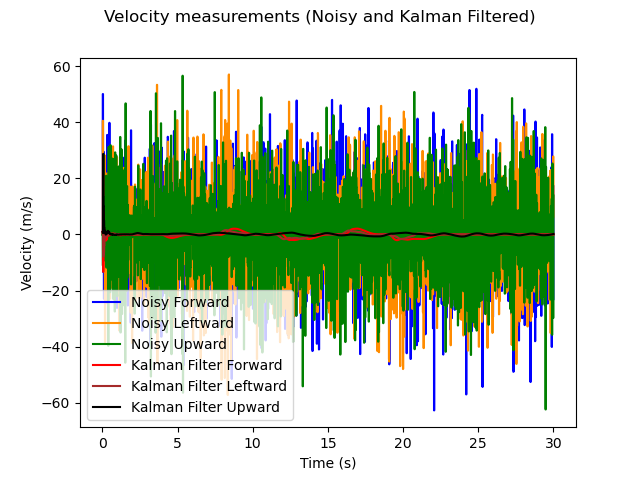 Velocity measurements (Noisy and Kalman Filtered)
60
40
20
0
−20
−40
−60
Velocity (m/s)
Noisy Forward
Noisy Leftward
Noisy Upward
Kalman Filter Forward
Kalman Filter Leftward
Kalman Filter Upward
0 5 10 15 20 25 30
Time (s)